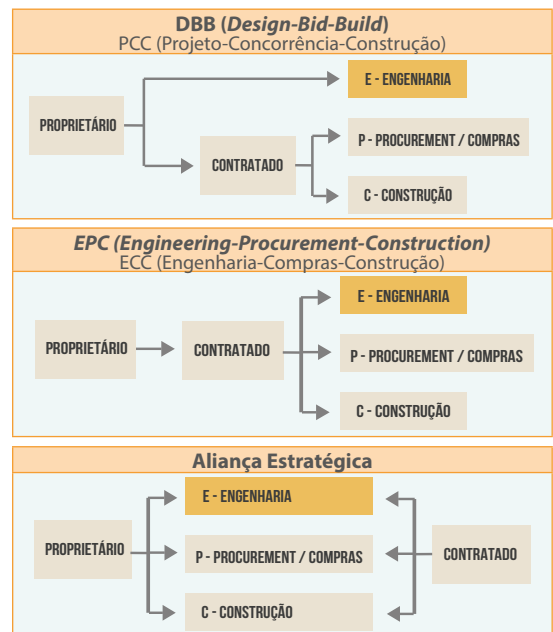 DBB (Design-Bid-Build)
PCC (Projeto-Concorrência-Construção)
E - ENGENHARIA
PROPRIETÁRIO
P - PROCUREMENT / COMPRAS
CONTRATADO
C - CONSTRUÇÃO
EPC (Engineering-Procurement-Construction)
ECC (Engenharia-Compras-Construção)
E - ENGENHARIA
PROPRIETÁRIO
CONTRATADO
P - PROCUREMENT / COMPRAS
C - CONSTRUÇÃO
Aliança Estratégica
E - ENGENHARIA
PROPRIETÁRIO
P - PROCUREMENT / COMPRAS
CONTRATADO
C - CONSTRUÇÃO